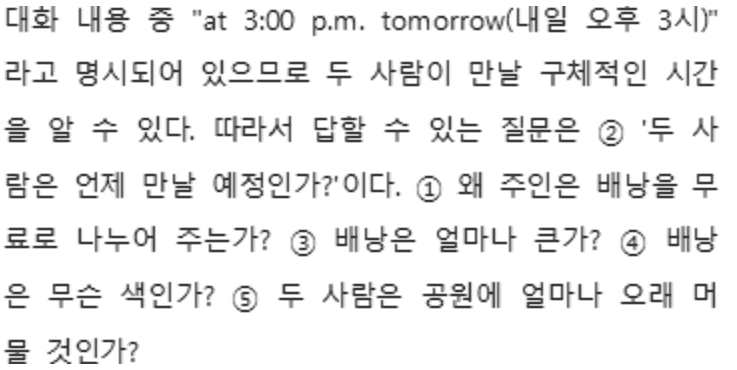 대화 내용 중 "at 3:00 p.m. tomorrow(내일 오후 3시)"
라고 명시되어 있으므로 두 사람이 만날 구체적인 시간
을 알 수 있다. 따라서 답할 수 있는 질문은 ② '두 사
람은 언제 만날 예정인가?'이다. ① 왜 주인은 배낭을 무
료로 나누어 주는가? ③ 배낭은 얼마나 큰가? ④ 배낭
은 무슨 색인가? ⑤ 두 사람은 공원에 얼마나 오래 머
물 것인가?